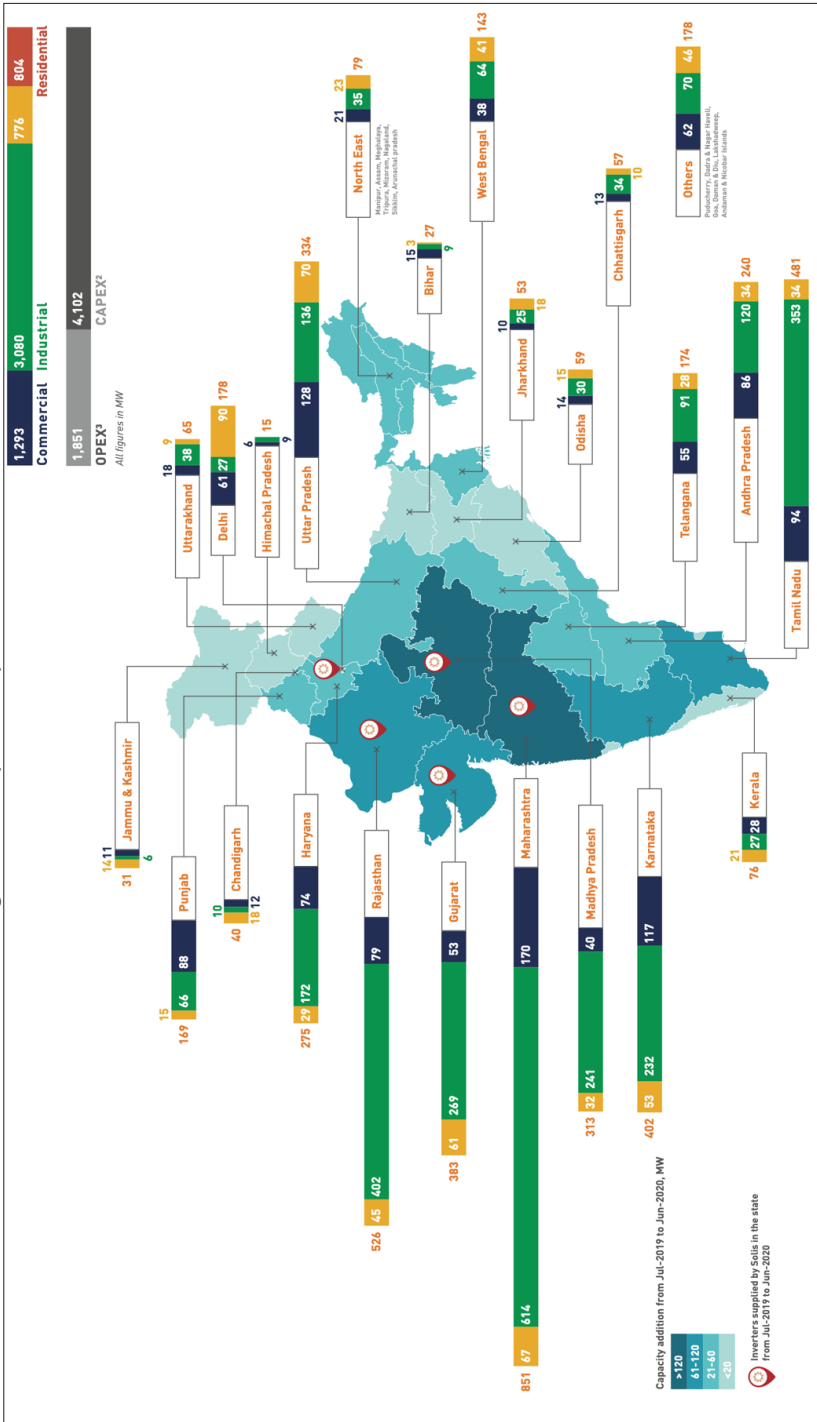 1,293 3,080 776 804
Commercial Industrial Residential
1,851 4,102
OPEX³ CAPEX²
All figures in MW
14 11
31 Jammu & Kashmir
6
15
169 66 88 Punjab
10
40 Chandigarh
18 12
275 29 172 74 Haryana
526 45 402 79 Rajasthan
383 61 269 53 Gujarat
851 67 614 170 Maharashtra
313 32 241 40 Madhya Pradesh
402 53 232 117 Karnataka
21
76 27 28 Kerala
18 9
Uttarakhand 38 65
Delhi 61 27 90 178
6
Himachal Pradesh 15
9
Uttar Pradesh 128 136 70 334
21 23
North East 35 79
Manipur, Assam, Meghalaya,
Tripura, Mizoram, Nagaland,
Sikkim, Arunachal pradesh
15 3
Bihar 27
9
West Bengal 38 64 41 143
10
Jharkhand 25 53
18
14 15
Odisha 30 59
13
Chhattisgarh 34 57
10
Others 62 70 46 178
Puducherry, Dadra & Nagar Haveli,
Goa, Daman & Diu, Lakshadweep,
Andaman & Nicobar Islands
Telangana 55 91 28 174
Andhra Pradesh 86 120 34 240
Tamil Nadu 94 353 34 481
Capacity addition from Jul-2019 to Jun-2020, MW
>120
61-120
21-60
<20
Inverters supplied by Solis in the state
from Jul-2019 to Jun-2020